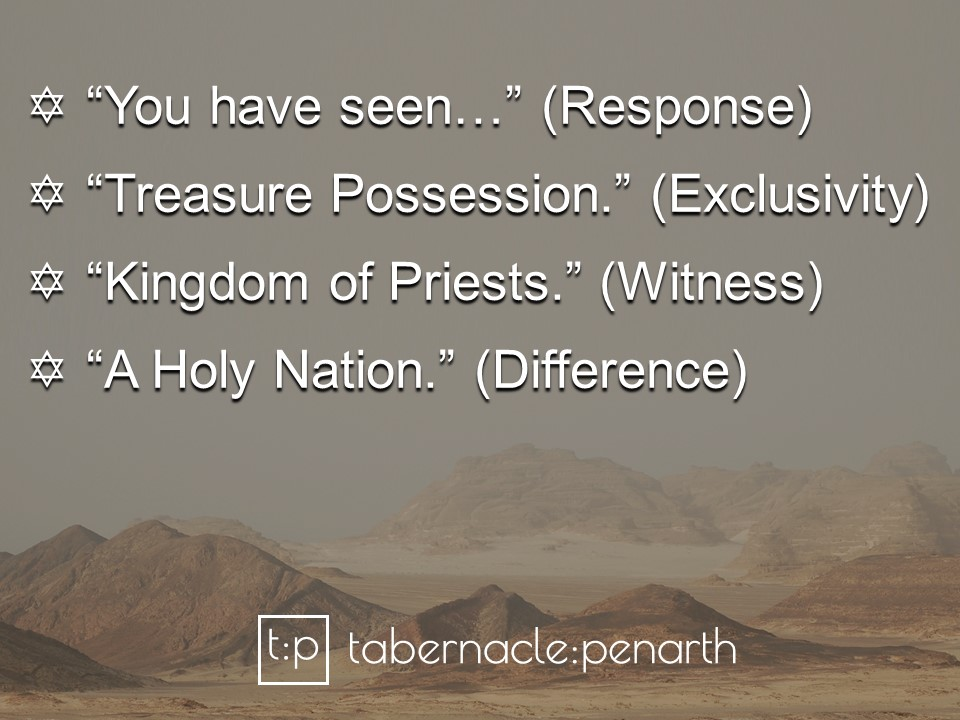 ✡ “You have seen…” (Response)
✡ “Treasure Possession.” (Exclusivity)
✡ “Kingdom of Priests.” (Witness)
✡ “A Holy Nation.” (Difference)
t:p tabernacle:penarth